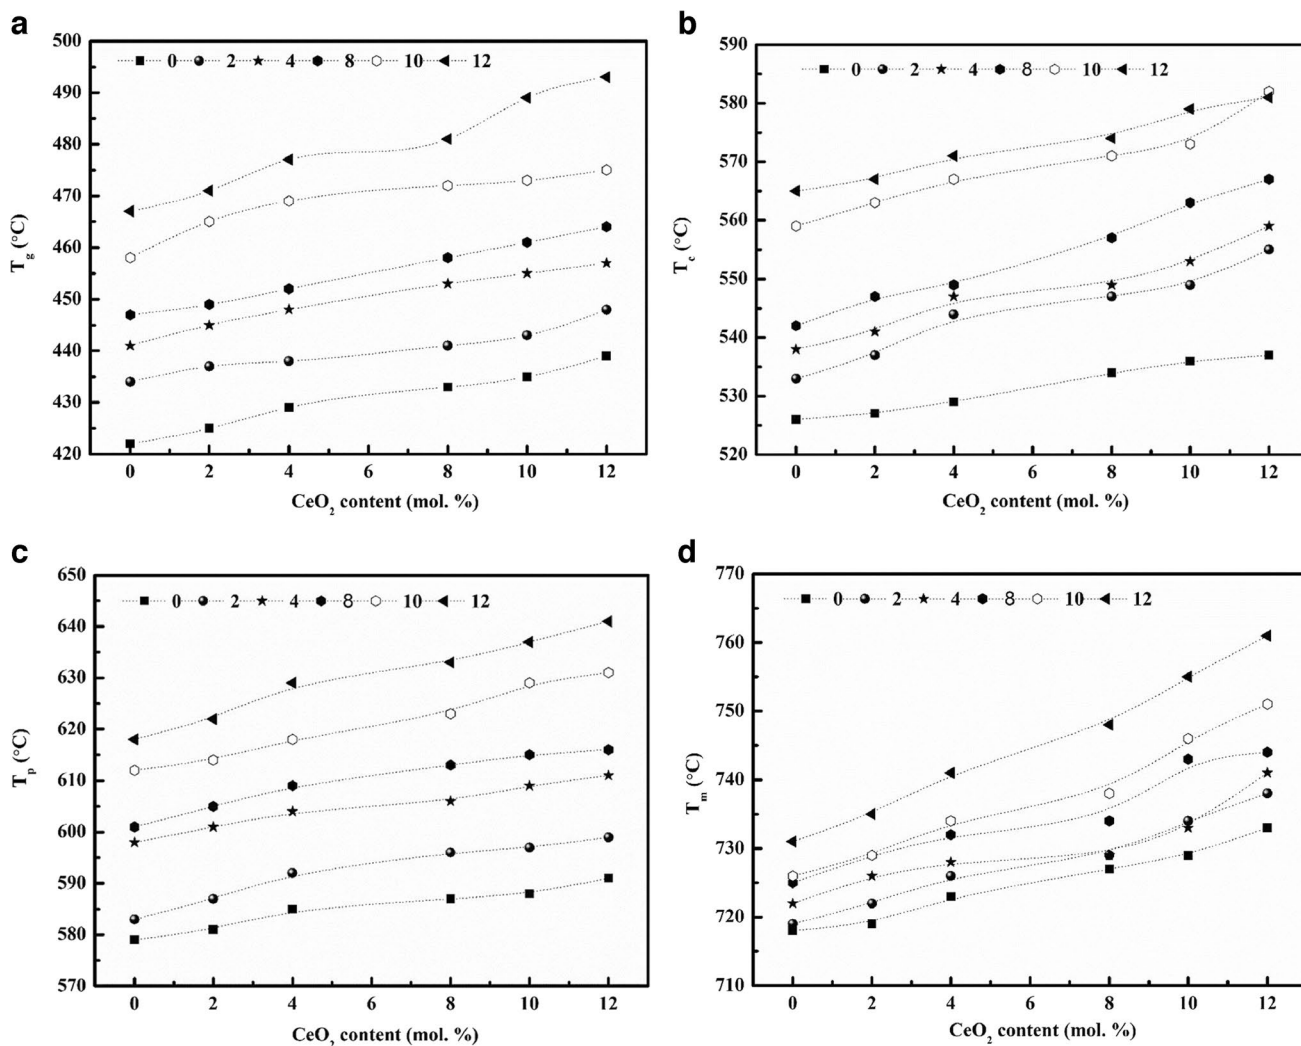 a
500
490
480
470
460
450
440
430
420
0 2 4 8 10 12
T_g (°C)
0 2 4 6 8 10 12
CeO₂ content (mol. %)
b
590
580
570
560
550
540
530
520
0 2 4 8 10 12
T_c (°C)
0 2 4 6 8 10 12
CeO₂ content (mol. %)
c
650
640
630
620
610
600
590
580
570
0 2 4 8 10 12
T_p (°C)
0 2 4 6 8 10 12
CeO₂ content (mol. %)
d
770
760
750
740
730
720
710
0 2 4 8 10 12
T_m (°C)
0 2 4 6 8 10 12
CeO₂ content (mol. %)